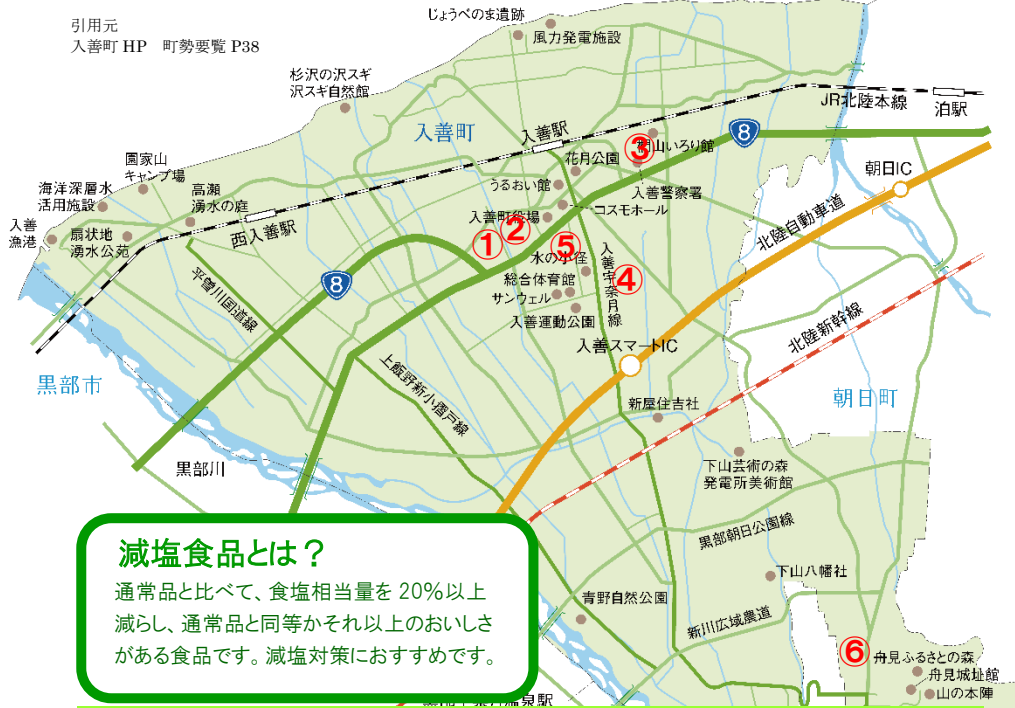 引用元
入善町 HP 町勢要覧 P38
じょうべのま遺跡
風力発電施設
杉沢の沢スギ
沢スギ自然館
入善町
入善駅
JR北陸本線
泊駅
8
③
山いろり館
花月公園
園家山
キャンプ場
うるおい館
入善警察署
朝日IC
海洋深層水
活用施設
高瀬
湧水の庭
入善町役場
コスモホール
北陸自動車道
入善
漁港
扇状地
湧水公苑
西入善駅
①
②
⑤
水の小径
入善宇奈月線
④
総合体育館
サンウェル
入善運動公園
8
平曽川国道線
北陸新幹線
入善スマートIC
黒部市
上飯野新小摺戸線
新屋住吉社
朝日町
黒部川
下山芸術の森
発電所美術館
黒部朝日公園線
減塩食品とは？
通常品と比べて、食塩相当量を 20％以上
減らし、通常品と同等かそれ以上のおいしさ
がある食品です。減塩対策におすすめです。
下山八幡社
青野自然公園
新川広域農道
⑥
舟見ふるさとの森
舟見城址館
山の本陣